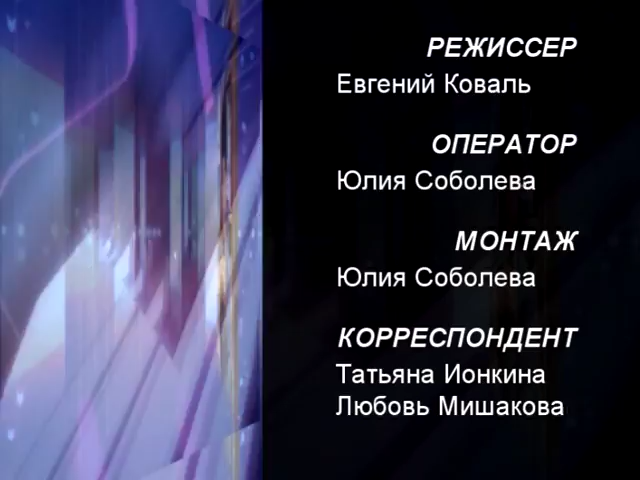 РЕЖИССЕР
Евгений Коваль
ОПЕРАТОР
Юлия Соболева
МОНТАЖ
Юлия Соболева
КОРРЕСПОНДЕНТ
Татьяна Ионкина
Любовь Мишакова